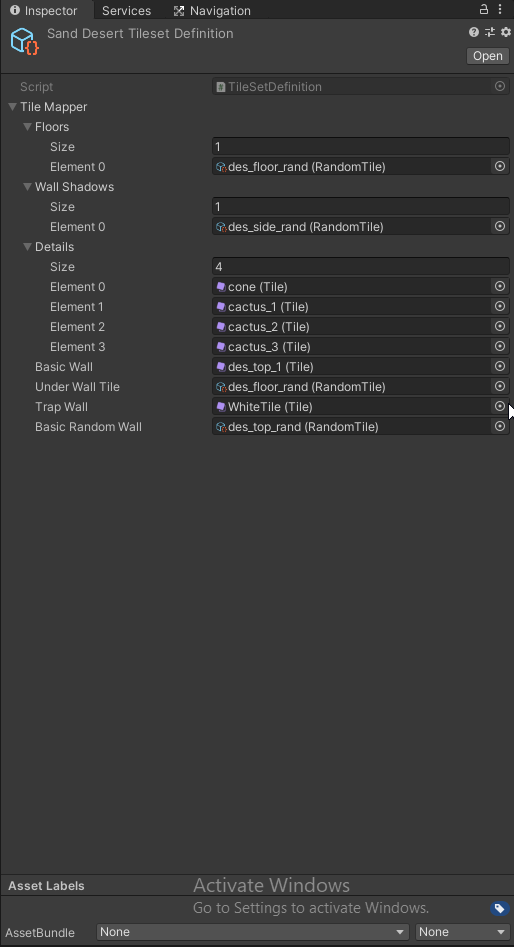 Inspector Services Navigation
Sand Desert Tileset Definition
Open
Script TileSetDefinition
Tile Mapper
Floors
Size 1
Element 0 des_floor_rand (RandomTile)
Wall Shadows
Size 1
Element 0 des_side_rand (RandomTile)
Details
Size 4
Element 0 cone (Tile)
Element 1 cactus_1 (Tile)
Element 2 cactus_2 (Tile)
Element 3 cactus_3 (Tile)
Basic Wall des_top_1 (Tile)
Under Wall Tile des_floor_rand (RandomTile)
Trap Wall WhiteTile (Tile)
Basic Random Wall des_top_rand (RandomTile)
Asset Labels
Activate Windows
Go to Settings to activate Windows.
AssetBundle None None